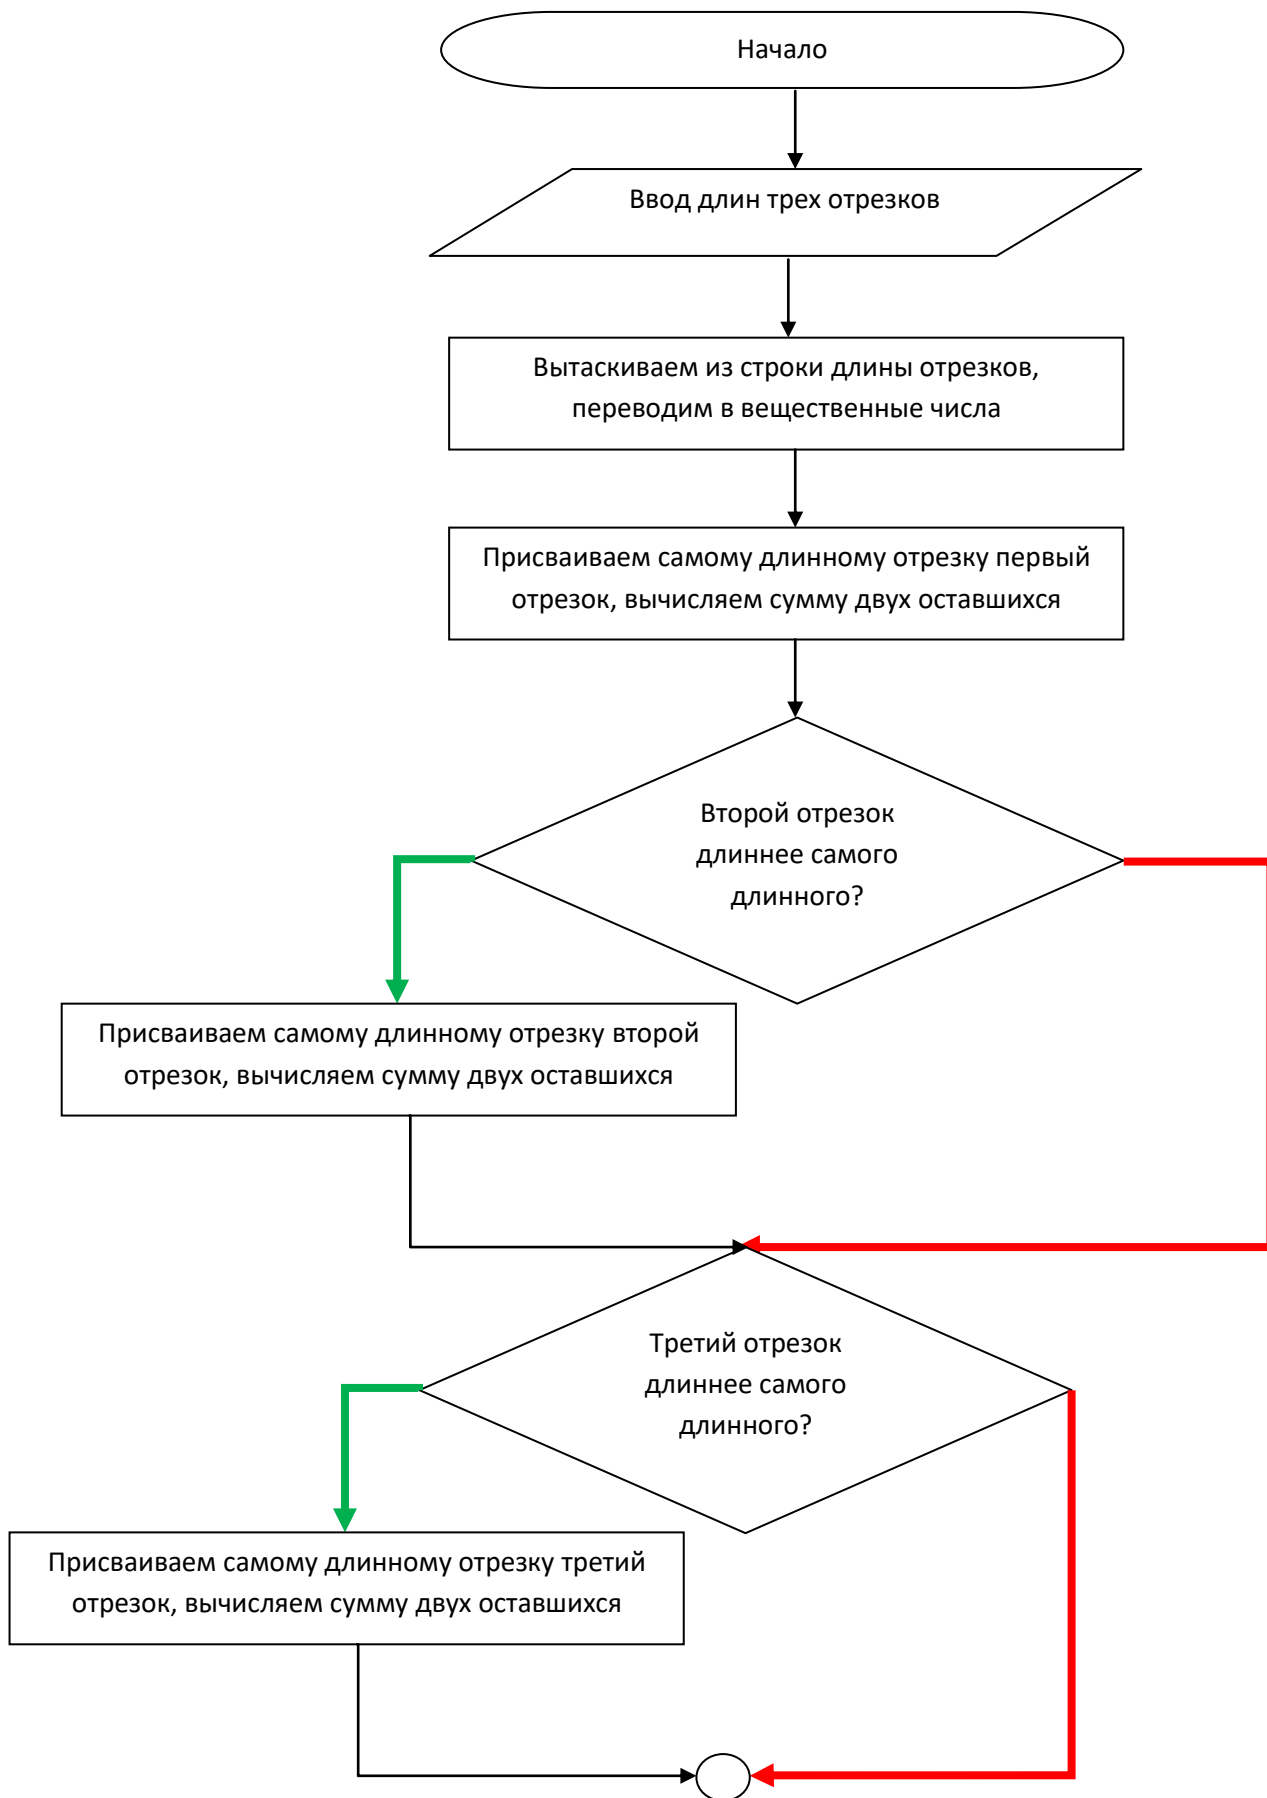 Начало
Ввод длин трех отрезков
Вытаскиваем из строки длины отрезков,
переводим в вещественные числа
Присваиваем самому длинному отрезку первый
отрезок, вычисляем сумму двух оставшихся
Второй отрезок
длиннее самого
длинного?
Присваиваем самому длинному отрезку второй
отрезок, вычисляем сумму двух оставшихся
Третий отрезок
длиннее самого
длинного?
Присваиваем самому длинному отрезку третий
отрезок, вычисляем сумму двух оставшихся